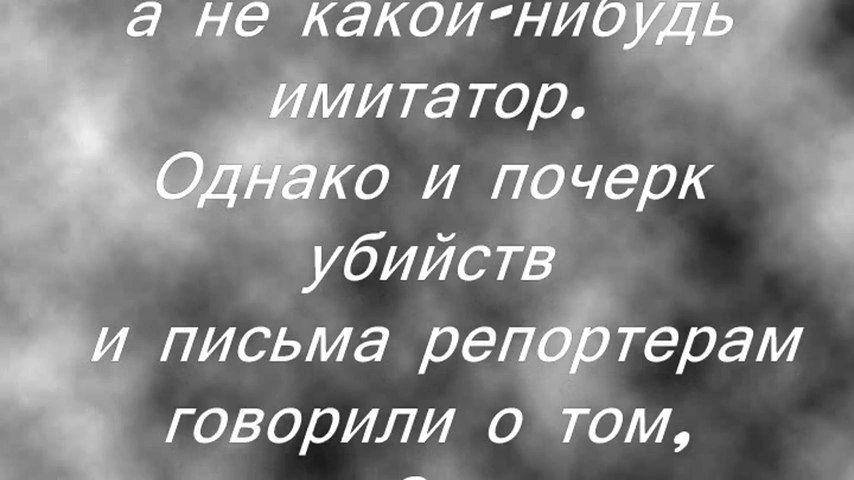 а не какой-нибудь
имитатор.
Однако и почерк
убийств
и письма репортерам
говорили о том,